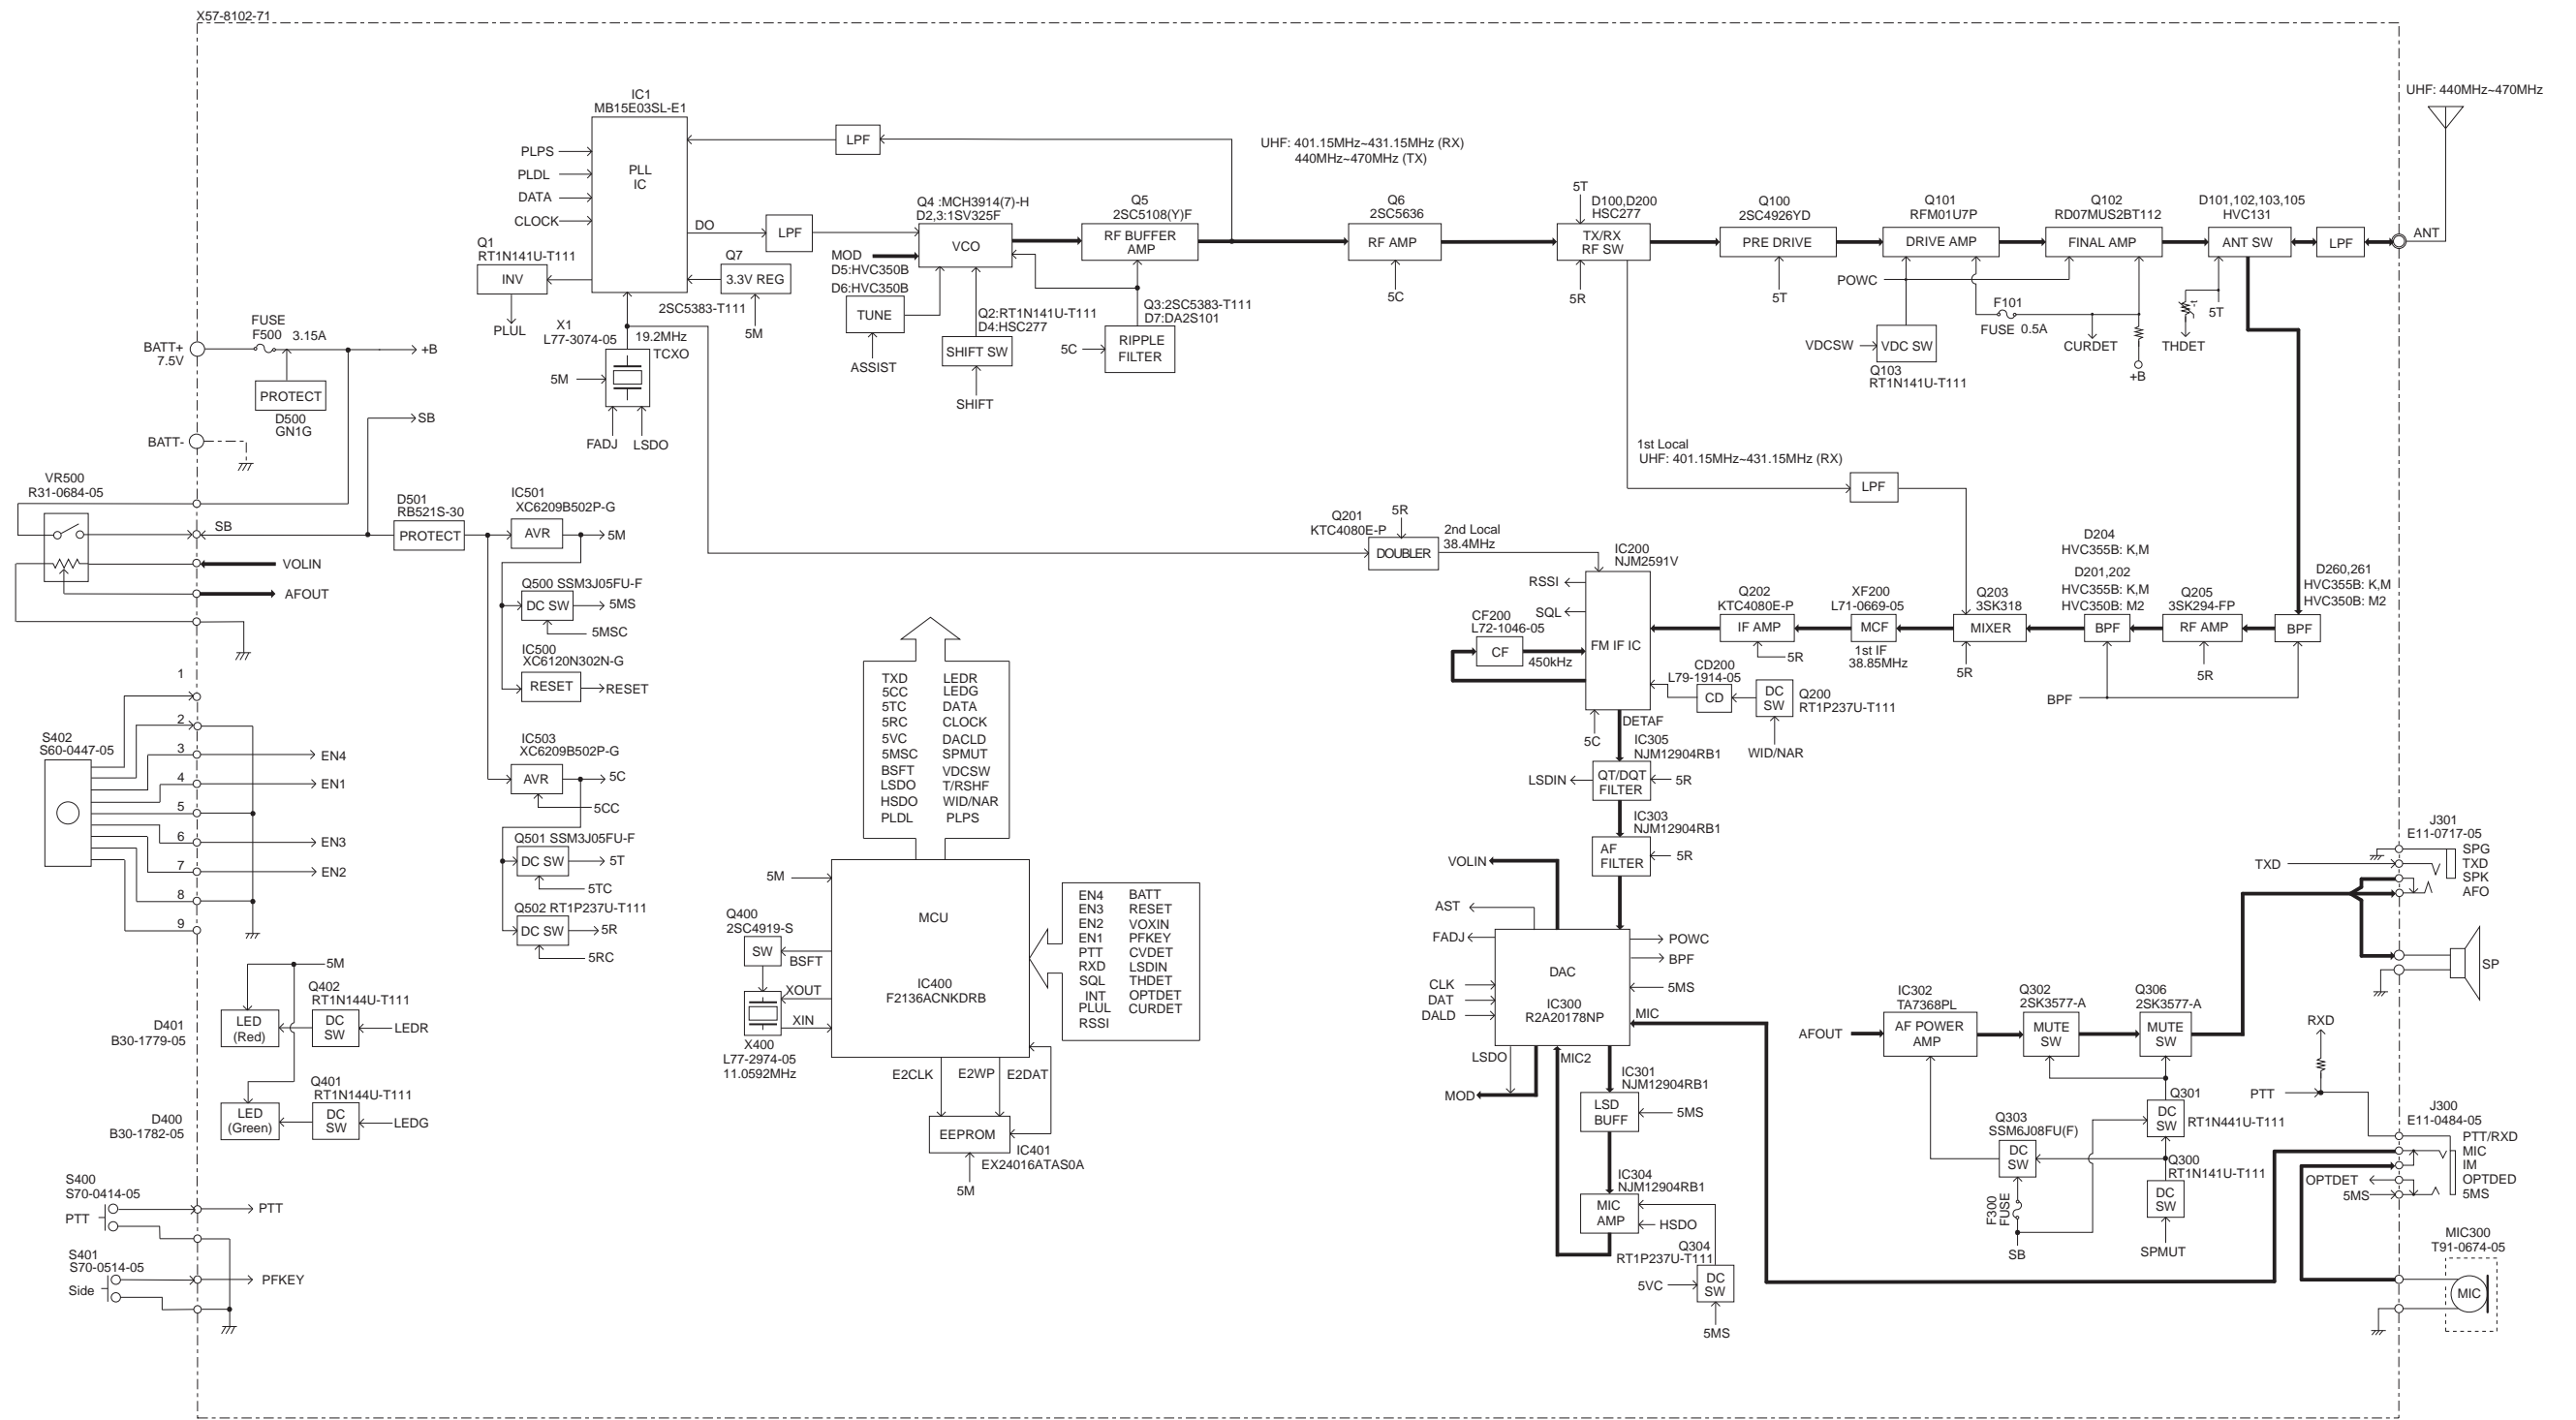 X57-8102-71
UHF: 440MHz~470MHz
ANT
IC1
MB15E03SL-E1
PLL
IC
PLPS
PLDL
DATA
CLOCK
DO
LPF
LPF
UHF: 401.15MHz~431.15MHz (RX)
440MHz~470MHz (TX)
Q1
RT1N141U-T111
INV
PLUL
Q7
3.3V REG
2SC5383-T111
5M
X1
L77-3074-05
19.2MHz
TCXO
5M
FADJ
LSDO
Q4 :MCH3914(7)-H
D2,3:1SV325F
VCO
MOD
D5:HVC350B
D6:HVC350B
TUNE
ASSIST
Q2:RT1N141U-T111
D4:HSC277
SHIFT SW
SHIFT
Q5
2SC5108(Y)F
RF BUFFER
AMP
Q3:2SC5383-T111
D7:DA2S101
5C
RIPPLE
FILTER
Q6
2SC5636
RF AMP
5C
5T
D100,D200
HSC277
TX/RX
RF SW
5R
Q100
2SC4926YD
PRE DRIVE
5T
Q101
RFM01U7P
DRIVE AMP
Q102
RD07MUS2BT112
FINAL AMP
D101,102,103,105
HVC131
ANT SW
LPF
POWC
F101
FUSE 0.5A
VDCSW
VDC SW
Q103
RT1N141U-T111
CURDET
+B
-t
5T
THDET
FUSE
F500
3.15A
BATT+
7.5V
+B
PROTECT
D500
GN1G
BATT-
SB
VR500
R31-0684-05
SB
VOLIN
AFOUT
D501
RB521S-30
PROTECT
IC501
XC6209B502P-G
AVR
5M
Q500 SSM3J05FU-F
DC SW
5MS
5MSC
IC500
XC6120N302N-G
RESET
RESET
IC503
XC6209B502P-G
AVR
5C
5CC
Q501 SSM3J05FU-F
DC SW
5T
5TC
Q502 RT1P237U-T111
DC SW
5R
5RC
1st Local
UHF: 401.15MHz~431.15MHz (RX)
LPF
Q201
KTC4080E-P
5R
DOUBLER
2nd Local
38.4MHz
IC200
NJM2591V
FM IF IC
RSSI
SQL
CF200
L72-1046-05
CF
450kHz
5C
DETAF
Q202
KTC4080E-P
IF AMP
5R
XF200
L71-0669-05
MCF
1st IF
38.85MHz
Q203
3SK318
MIXER
5R
D204
HVC355B: K,M
D201,202
HVC355B: K,M
HVC350B: M2
BPF
Q205
3SK294-FP
RF AMP
5R
D260,261
HVC355B: K,M
HVC350B: M2
BPF
BPF
CD200
L79-1914-05
CD
DC
SW
Q200
RT1P237U-T111
WID/NAR
IC305
NJM12904RB1
LSDIN
QT/DQT
FILTER
5R
IC303
NJM12904RB1
AF
FILTER
5R
VOLIN
AST
FADJ
CLK
DAT
DALD
DAC
IC300
R2A20178NP
POWC
BPF
5MS
MIC
LSDO
MIC2
MOD
IC301
NJM12904RB1
LSD
BUFF
5MS
IC304
NJM12904RB1
MIC
AMP
HSDO
Q304
RT1P237U-T111
5VC
DC
SW
5MS
TXD LEDR
5CC LEDG
5TC DATA
5RC CLOCK
5VC DACLD
5MSC SPMUT
BSFT VDCSW
LSDO T/RSHF
HSDO WID/NAR
PLDL PLPS
5M
MCU
IC400
F2136ACNKDRB
Q400
2SC4919-S
SW
BSFT
XOUT
XIN
X400
L77-2974-05
11.0592MHz
EN4 BATT
EN3 RESET
EN2 VOXIN
EN1 PFKEY
PTT CVDET
RXD LSDIN
SQL THDET
INT OPTDET
PLUL CURDET
RSSI
E2CLK
E2WP
E2DAT
EEPROM
IC401
EX24016ATAS0A
5M
S402
S60-0447-05
1
2
3
4
5
6
7
8
9
EN4
EN1
EN3
EN2
5M
D401
B30-1779-05
LED
(Red)
Q402
RT1N144U-T111
DC
SW
LEDR
D400
B30-1782-05
LED
(Green)
Q401
RT1N144U-T111
DC
SW
LEDG
S400
S70-0414-05
PTT
PTT
S401
S70-0514-05
Side
PFKEY
AFOUT
IC302
TA7368PL
AF POWER
AMP
Q302
2SK3577-A
MUTE
SW
Q306
2SK3577-A
MUTE
SW
Q301
DC
SW
RT1N441U-T111
Q303
SSM6J08FU(F)
DC
SW
Q300
RT1N141U-T111
DC
SW
F300
FUSE
SB
SPMUT
J301
E11-0717-05
SPG
TXD
TXD
SPK
AFO
SP
RXD
PTT
J300
E11-0484-05
PTT/RXD
MIC
IM
OPTDET
OPTDED
5MS
5MS
MIC300
T91-0674-05
MIC